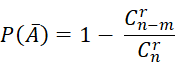 P(Ā) = 1 − C^r_{n−m} / C^r_n